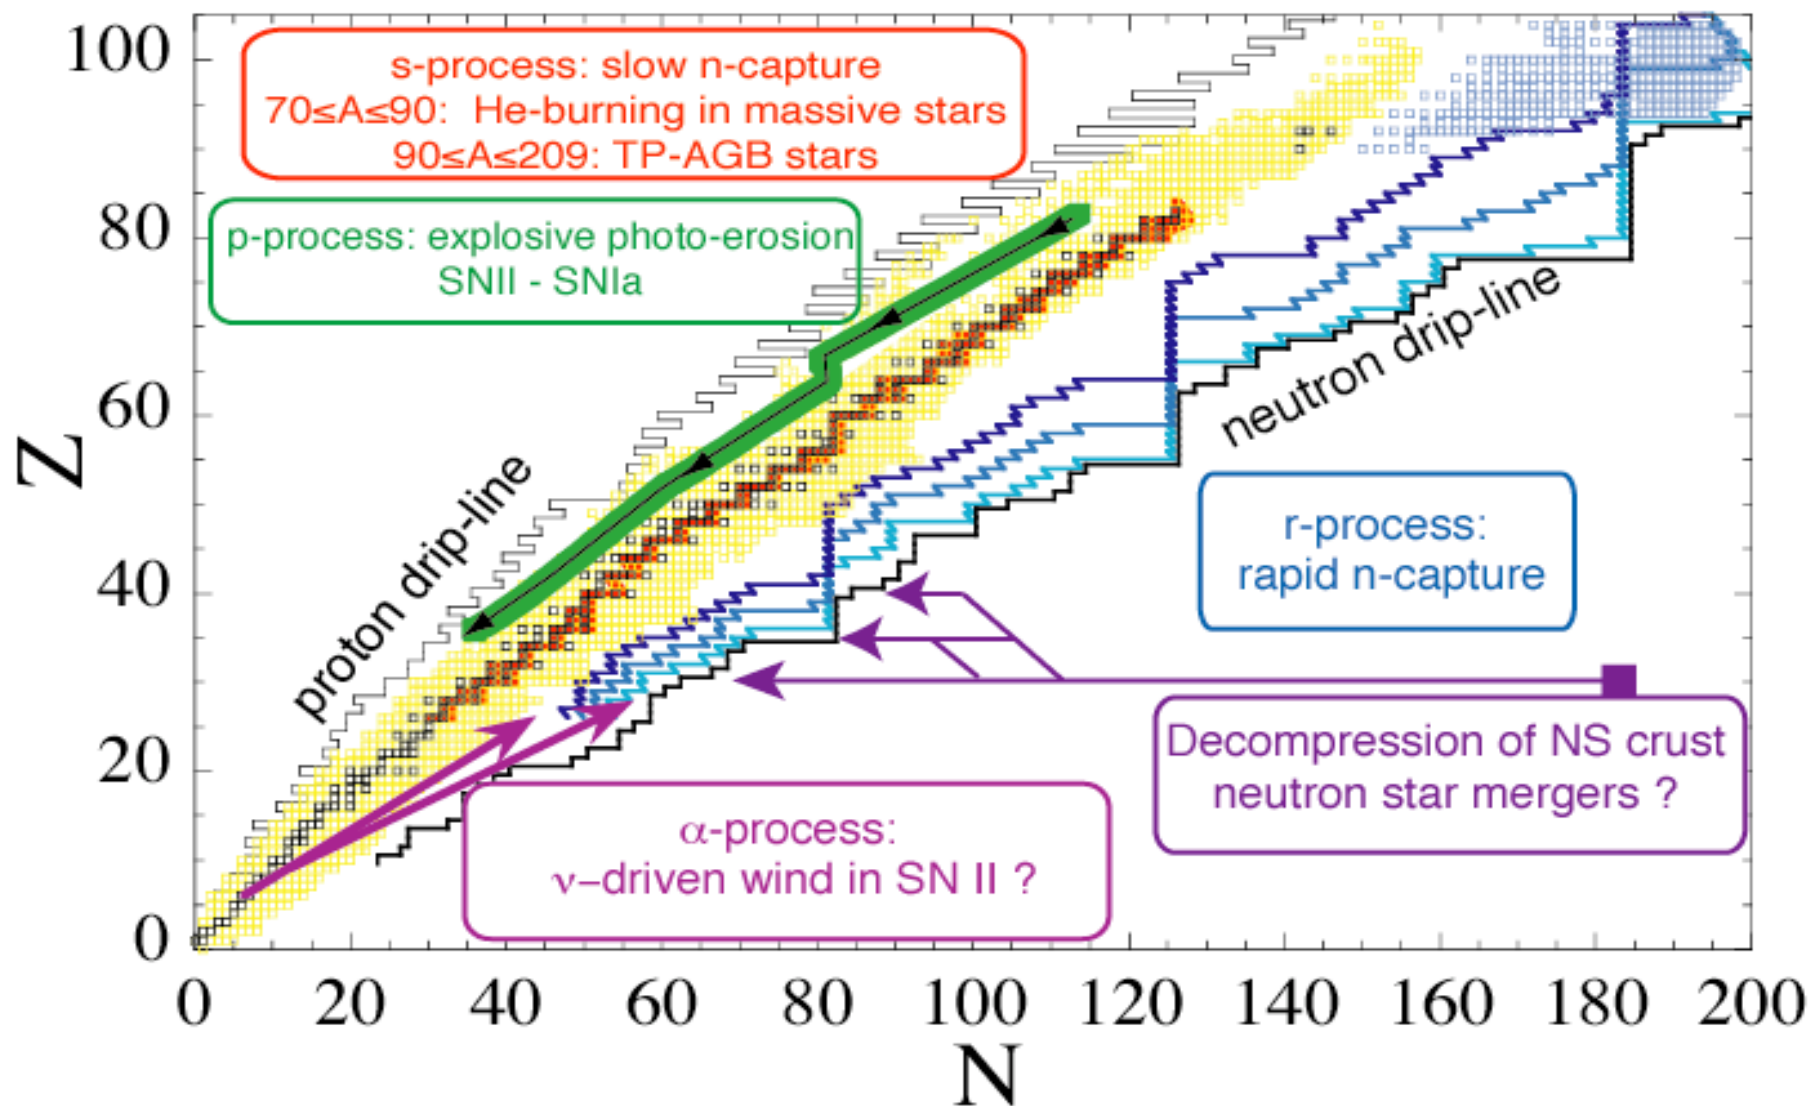 100
80
60
40
20
0
Z
s-process: slow n-capture
70≤A≤90: He-burning in massive stars
90≤A≤209: TP-AGB stars
p-process: explosive photo-erosion
SNII - SNIa
proton drip-line
neutron drip-line
r-process:
rapid n-capture
Decompression of NS crust
neutron star mergers ?
α-process:
ν–driven wind in SN II ?
0 20 40 60 80 100 120 140 160 180 200
N